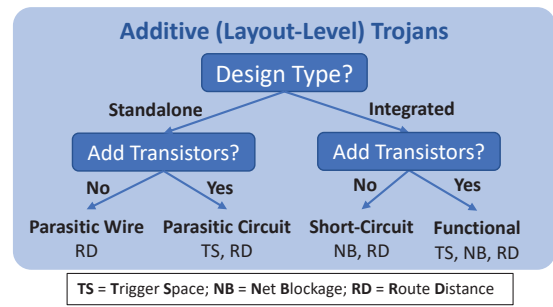 Additive (Layout-Level) Trojans
Design Type?
Standalone Integrated
Add Transistors? Add Transistors?
No Yes No Yes
Parasitic Wire Parasitic Circuit Short-Circuit Functional
RD TS, RD NB, RD TS, NB, RD
TS = Trigger Space; NB = Net Blockage; RD = Route Distance